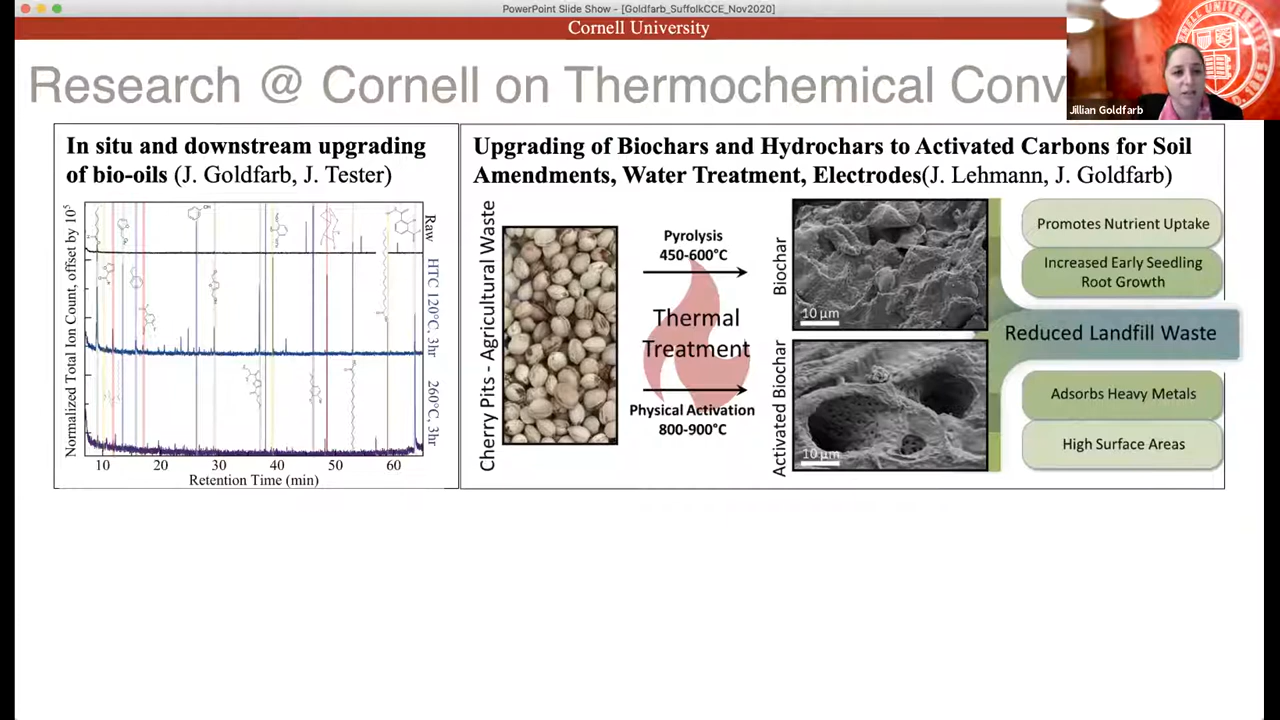 PowerPoint Slide Show - [Goldfarb_SuffolkCCE_Nov2020]
Cornell University
Research @ Cornell on Thermochemical Conv
Jillian Goldfarb
In situ and downstream upgrading
of bio-oils (J. Goldfarb, J. Tester)
Normalized Total Ion Count, offset by 10⁵
Raw
HTC 120°C, 3hr
260°C, 3hr
10 20 30 40 50 60
Retention Time (min)
Upgrading of Biochars and Hydrochars to Activated Carbons for Soil
Amendments, Water Treatment, Electrodes(J. Lehmann, J. Goldfarb)
Cherry Pits - Agricultural Waste
Pyrolysis
450-600°C
Thermal
Treatment
Physical Activation
800-900°C
Biochar
10 µm
Activated Biochar
10 µm
Promotes Nutrient Uptake
Increased Early Seedling
Root Growth
Reduced Landfill Waste
Adsorbs Heavy Metals
High Surface Areas